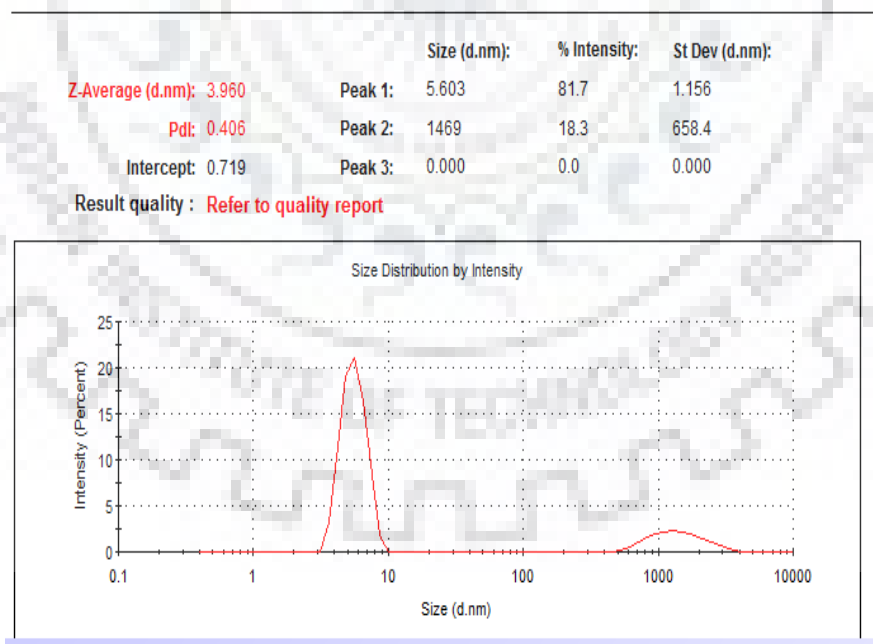 Size (d.nm): % Intensity: St Dev (d.nm):
Z-Average (d.nm): 3.960 Peak 1: 5.603 81.7 1.156
PdI: 0.406 Peak 2: 1469 18.3 658.4
Intercept: 0.719 Peak 3: 0.000 0.0 0.000
Result quality : Refer to quality report
Size Distribution by Intensity
25
20
15
10
5
0
Intensity (Percent)
0.1 1 10 100 1000 10000
Size (d.nm)